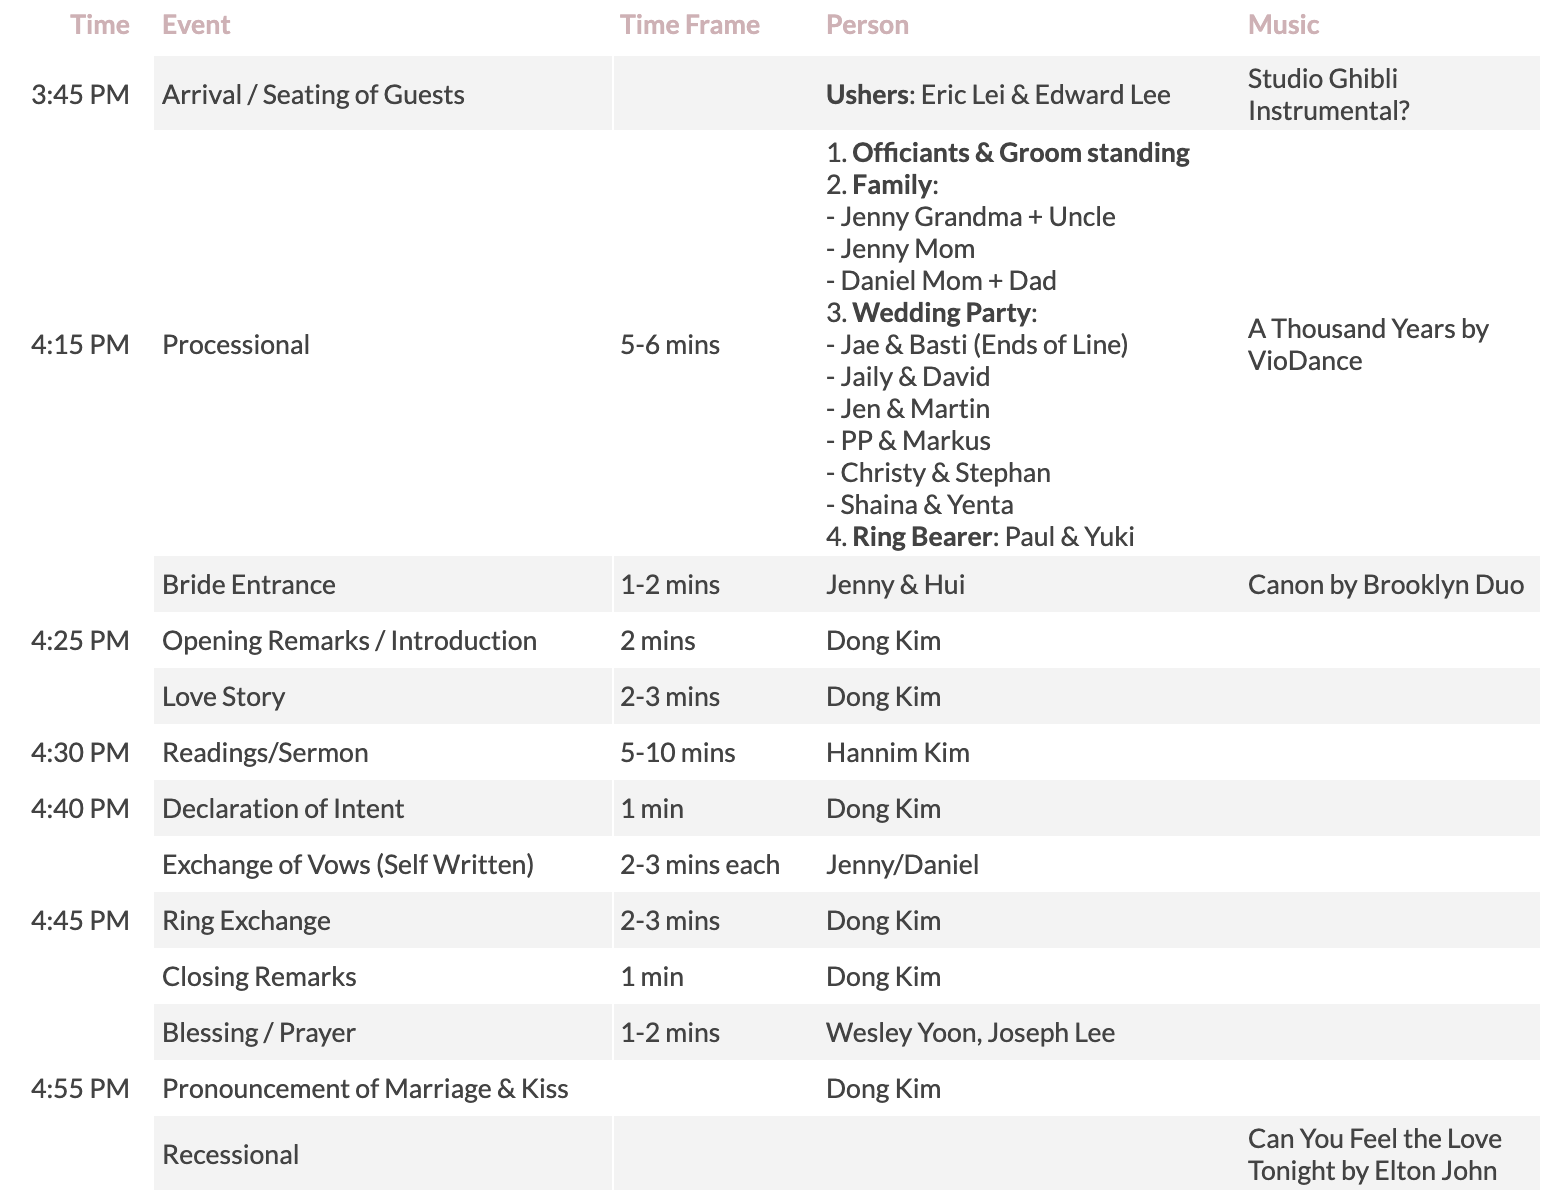 Time Event Time Frame Person Music
3:45 PM Arrival / Seating of Guests Ushers: Eric Lei & Edward Lee Studio Ghibli
Instrumental?
1. Officiants & Groom standing
2. Family:
- Jenny Grandma + Uncle
- Jenny Mom
- Daniel Mom + Dad
3. Wedding Party:
4:15 PM Processional 5-6 mins - Jae & Basti (Ends of Line) A Thousand Years by
VioDance
- Jaily & David
- Jen & Martin
- PP & Markus
- Christy & Stephan
- Shaina & Yenta
4. Ring Bearer: Paul & Yuki
Bride Entrance 1-2 mins Jenny & Hui Canon by Brooklyn Duo
4:25 PM Opening Remarks / Introduction 2 mins Dong Kim
Love Story 2-3 mins Dong Kim
4:30 PM Readings/Sermon 5-10 mins Hannim Kim
4:40 PM Declaration of Intent 1 min Dong Kim
Exchange of Vows (Self Written) 2-3 mins each Jenny/Daniel
4:45 PM Ring Exchange 2-3 mins Dong Kim
Closing Remarks 1 min Dong Kim
Blessing / Prayer 1-2 mins Wesley Yoon, Joseph Lee
4:55 PM Pronouncement of Marriage & Kiss Dong Kim
Recessional Can You Feel the Love
Tonight by Elton John